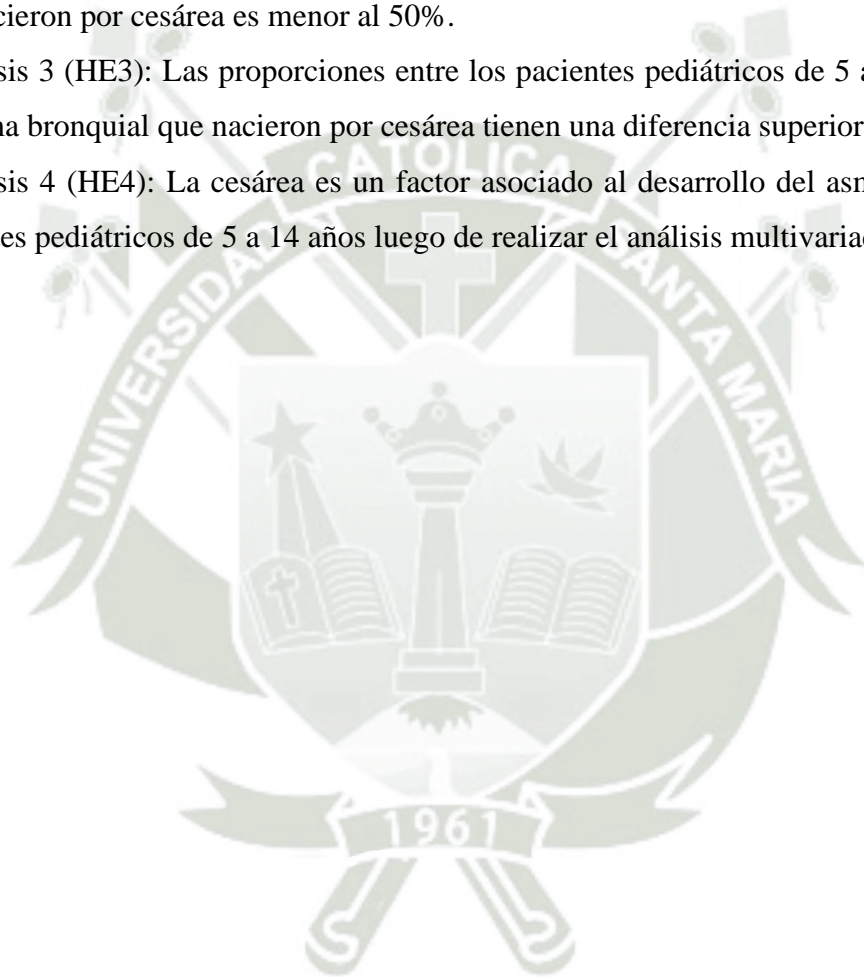 cieron por cesárea es menor al 50%.
sis 3 (HE3): Las proporciones entre los pacientes pediátricos de 5 a
na bronquial que nacieron por cesárea tienen una diferencia superior
sis 4 (HE4): La cesárea es un factor asociado al desarrollo del asm
es pediátricos de 5 a 14 años luego de realizar el análisis multivaria
UNIVERSIDAD CATOLICA SANTA MARIA
1961